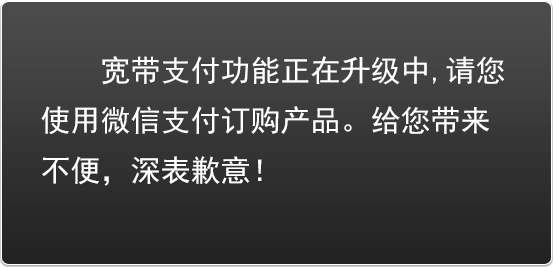 宽带支付功能正在升级中,请您
使用微信支付订购产品。给您带来
不便，深表歉意！